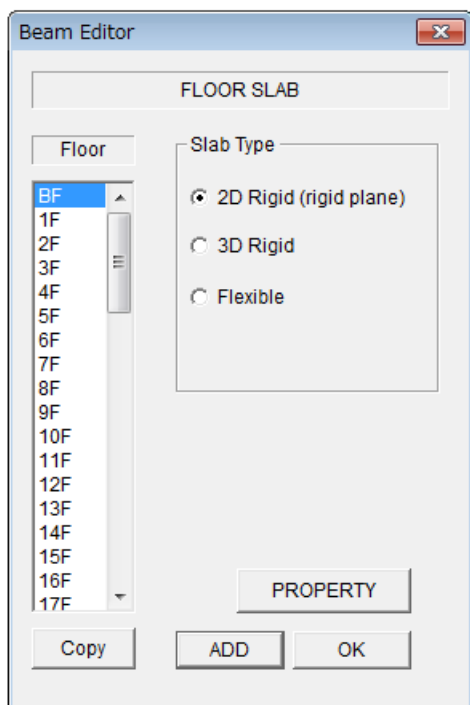 Beam Editor
FLOOR SLAB
Floor
BF
1F
2F
3F
4F
5F
6F
7F
8F
9F
10F
11F
12F
13F
14F
15F
16F
17F
Copy
Slab Type
2D Rigid (rigid plane)
3D Rigid
Flexible
PROPERTY
ADD
OK